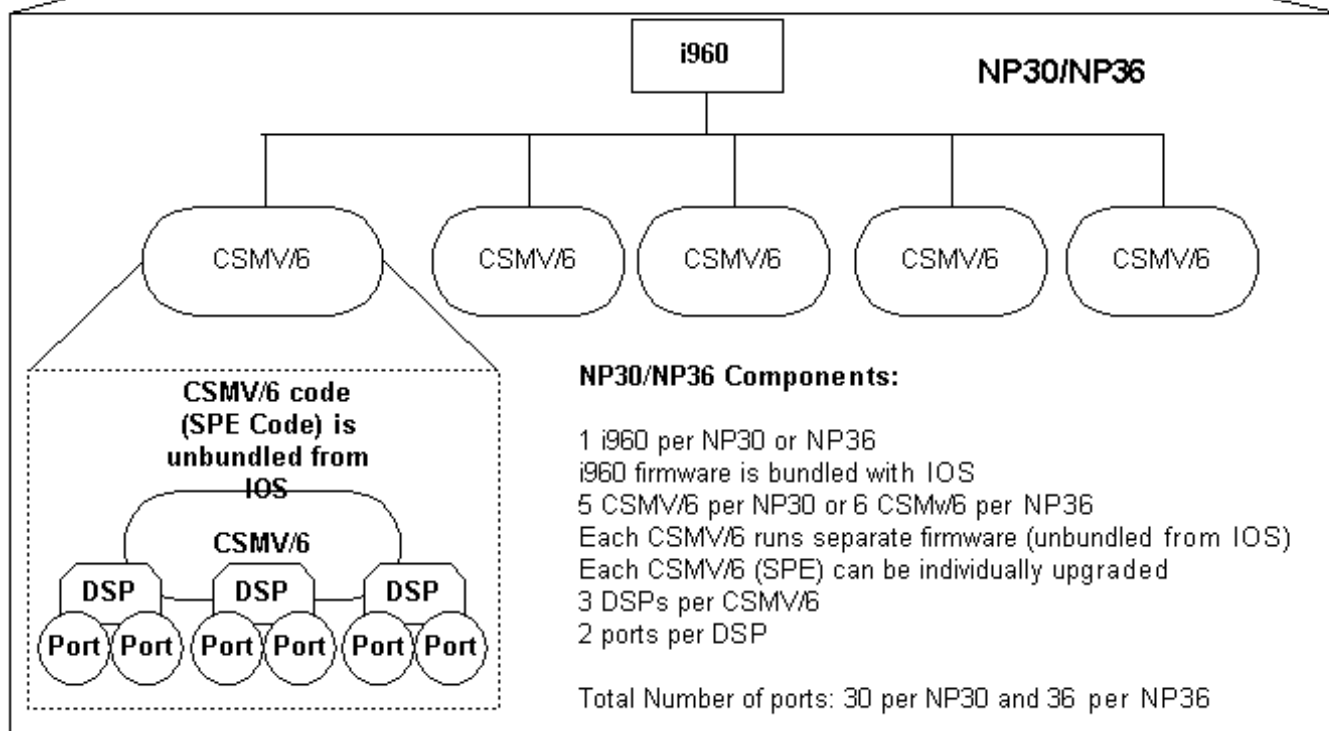 i960
NP30/NP36
CSMV/6 CSMV/6 CSMV/6 CSMV/6 CSMV/6
CSMV/6 code
(SPE Code) is
unbundled from
IOS
CSMV/6
DSP DSP DSP
Port Port Port Port Port Port
NP30/NP36 Components:
1 i960 per NP30 or NP36
i960 firmware is bundled with IOS
5 CSMV/6 per NP30 or 6 CSMv/6 per NP36
Each CSMV/6 runs separate firmware (unbundled from IOS)
Each CSMV/6 (SPE) can be individually upgraded
3 DSPs per CSMV/6
2 ports per DSP
Total Number of ports: 30 per NP30 and 36 per NP36